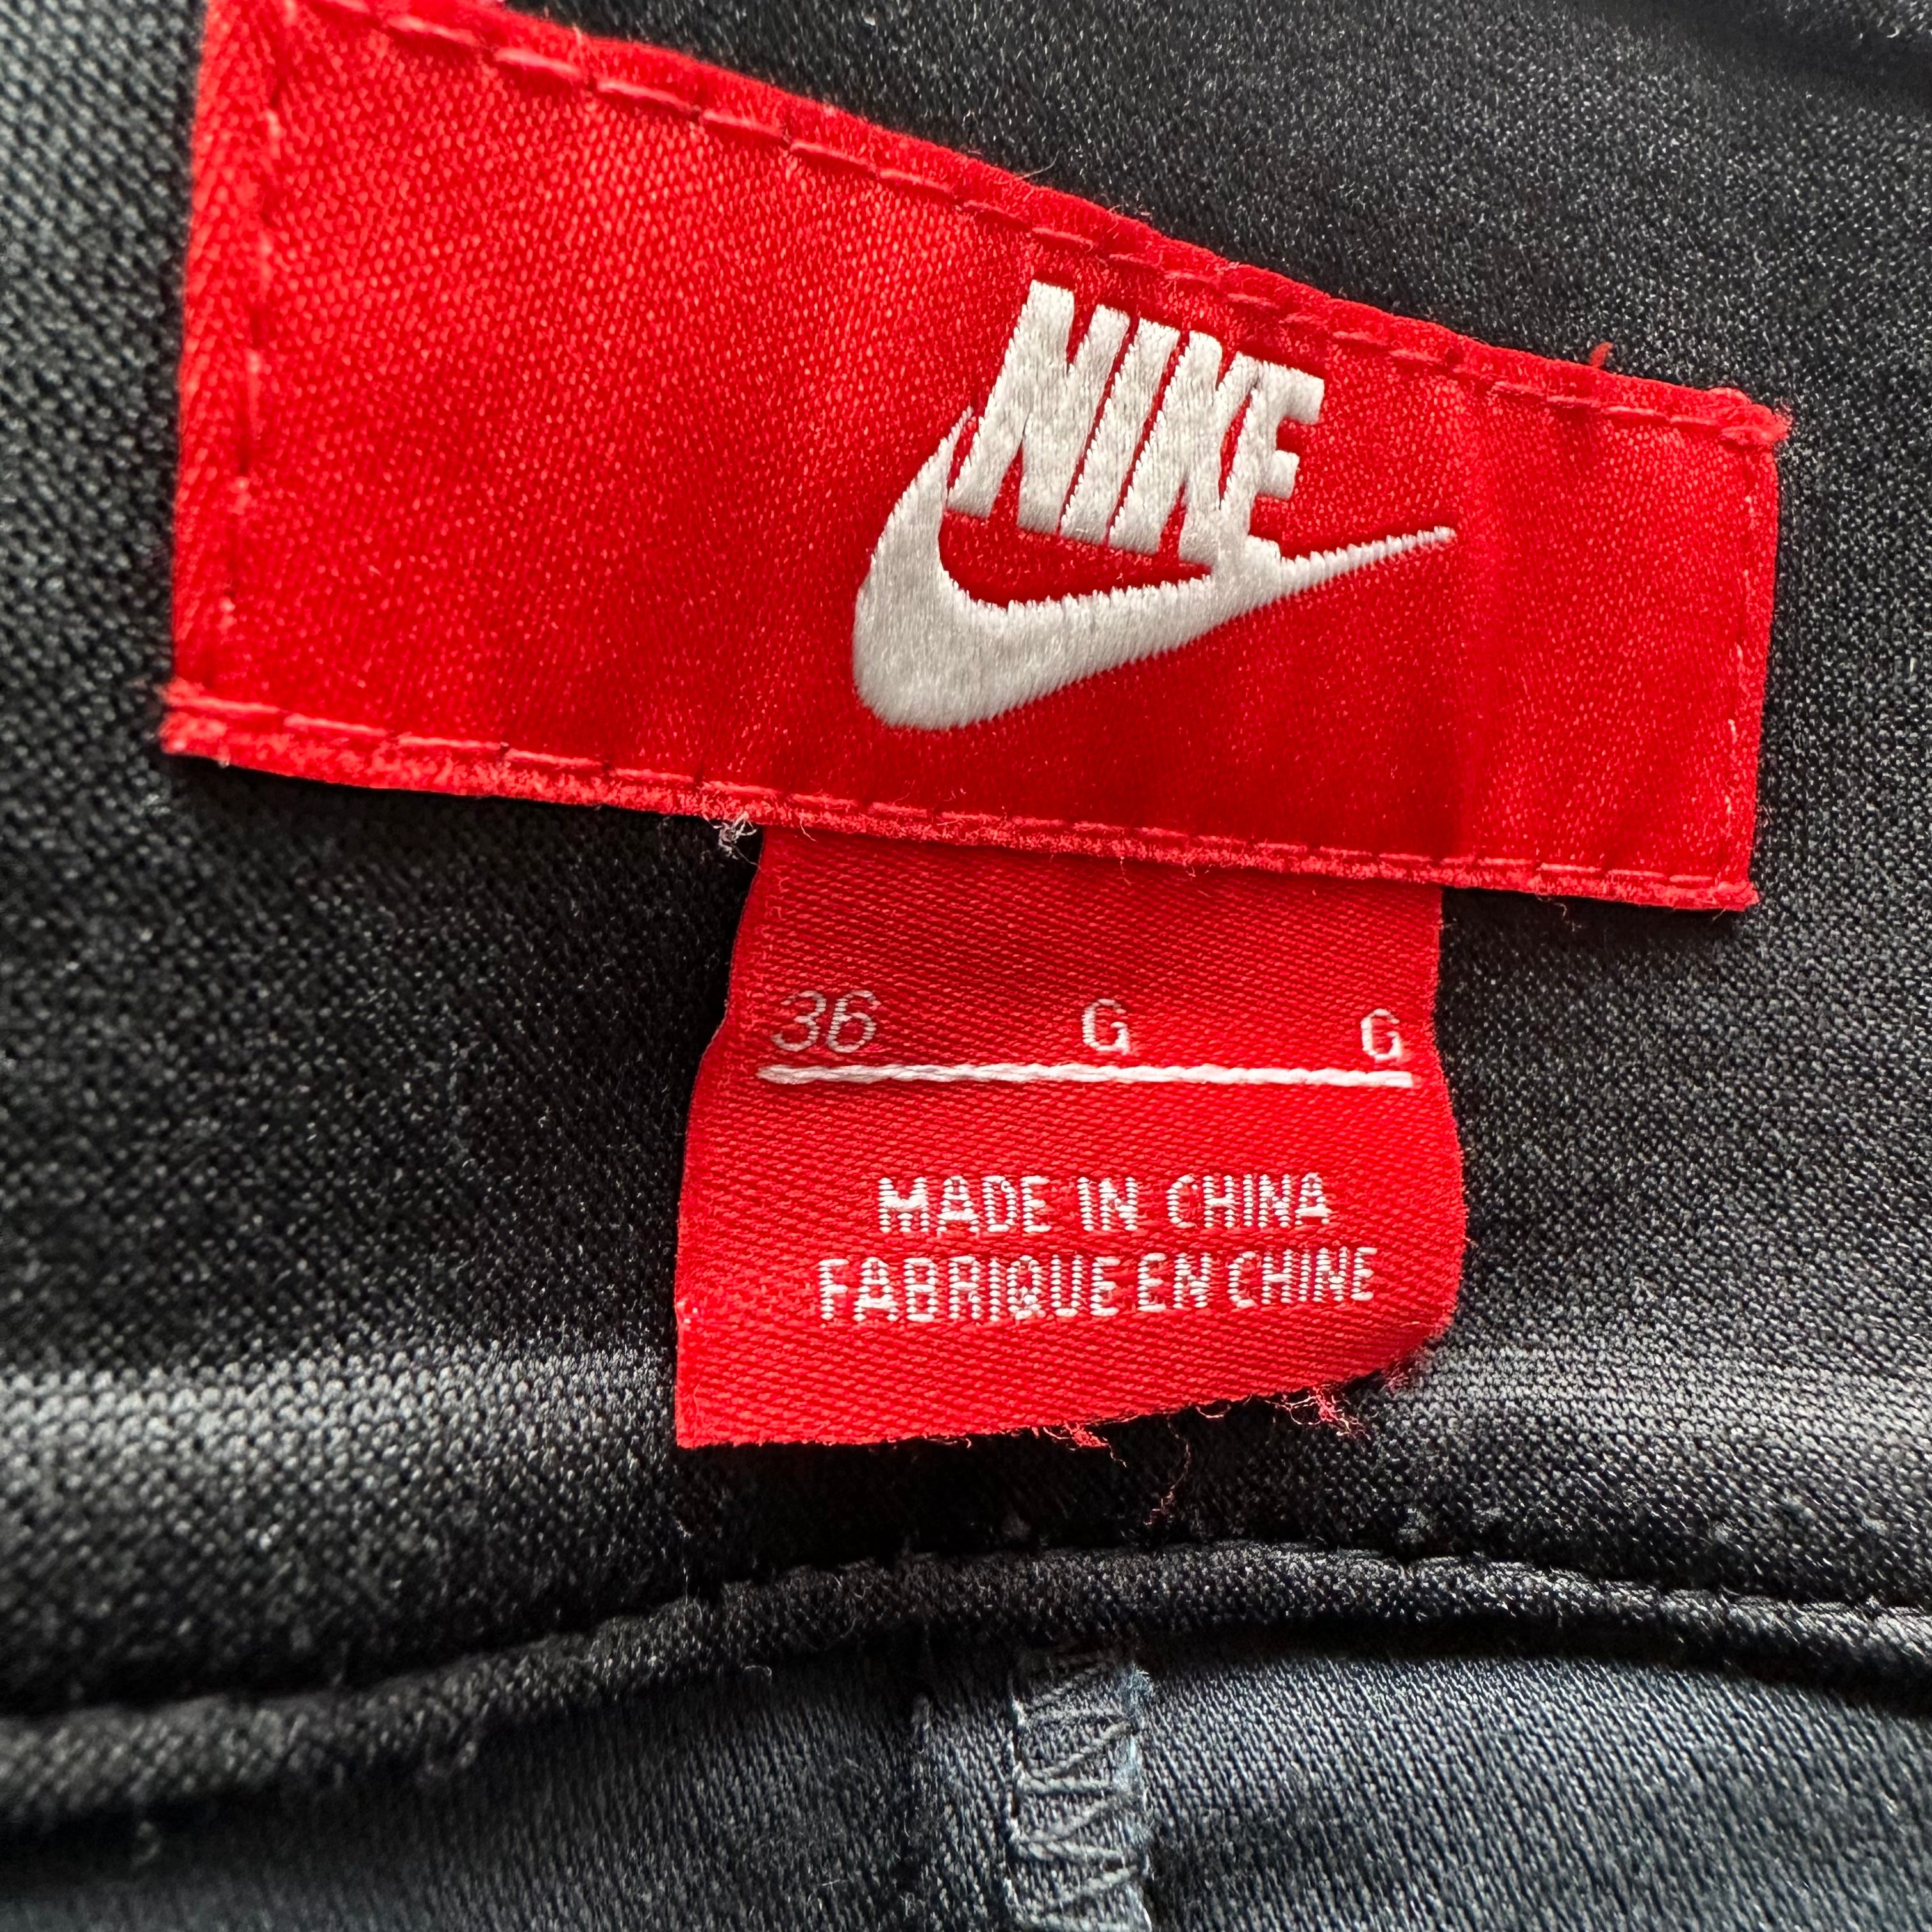 NIKE
36 G G
MADE IN CHINA
FABRIQUE EN CHINE